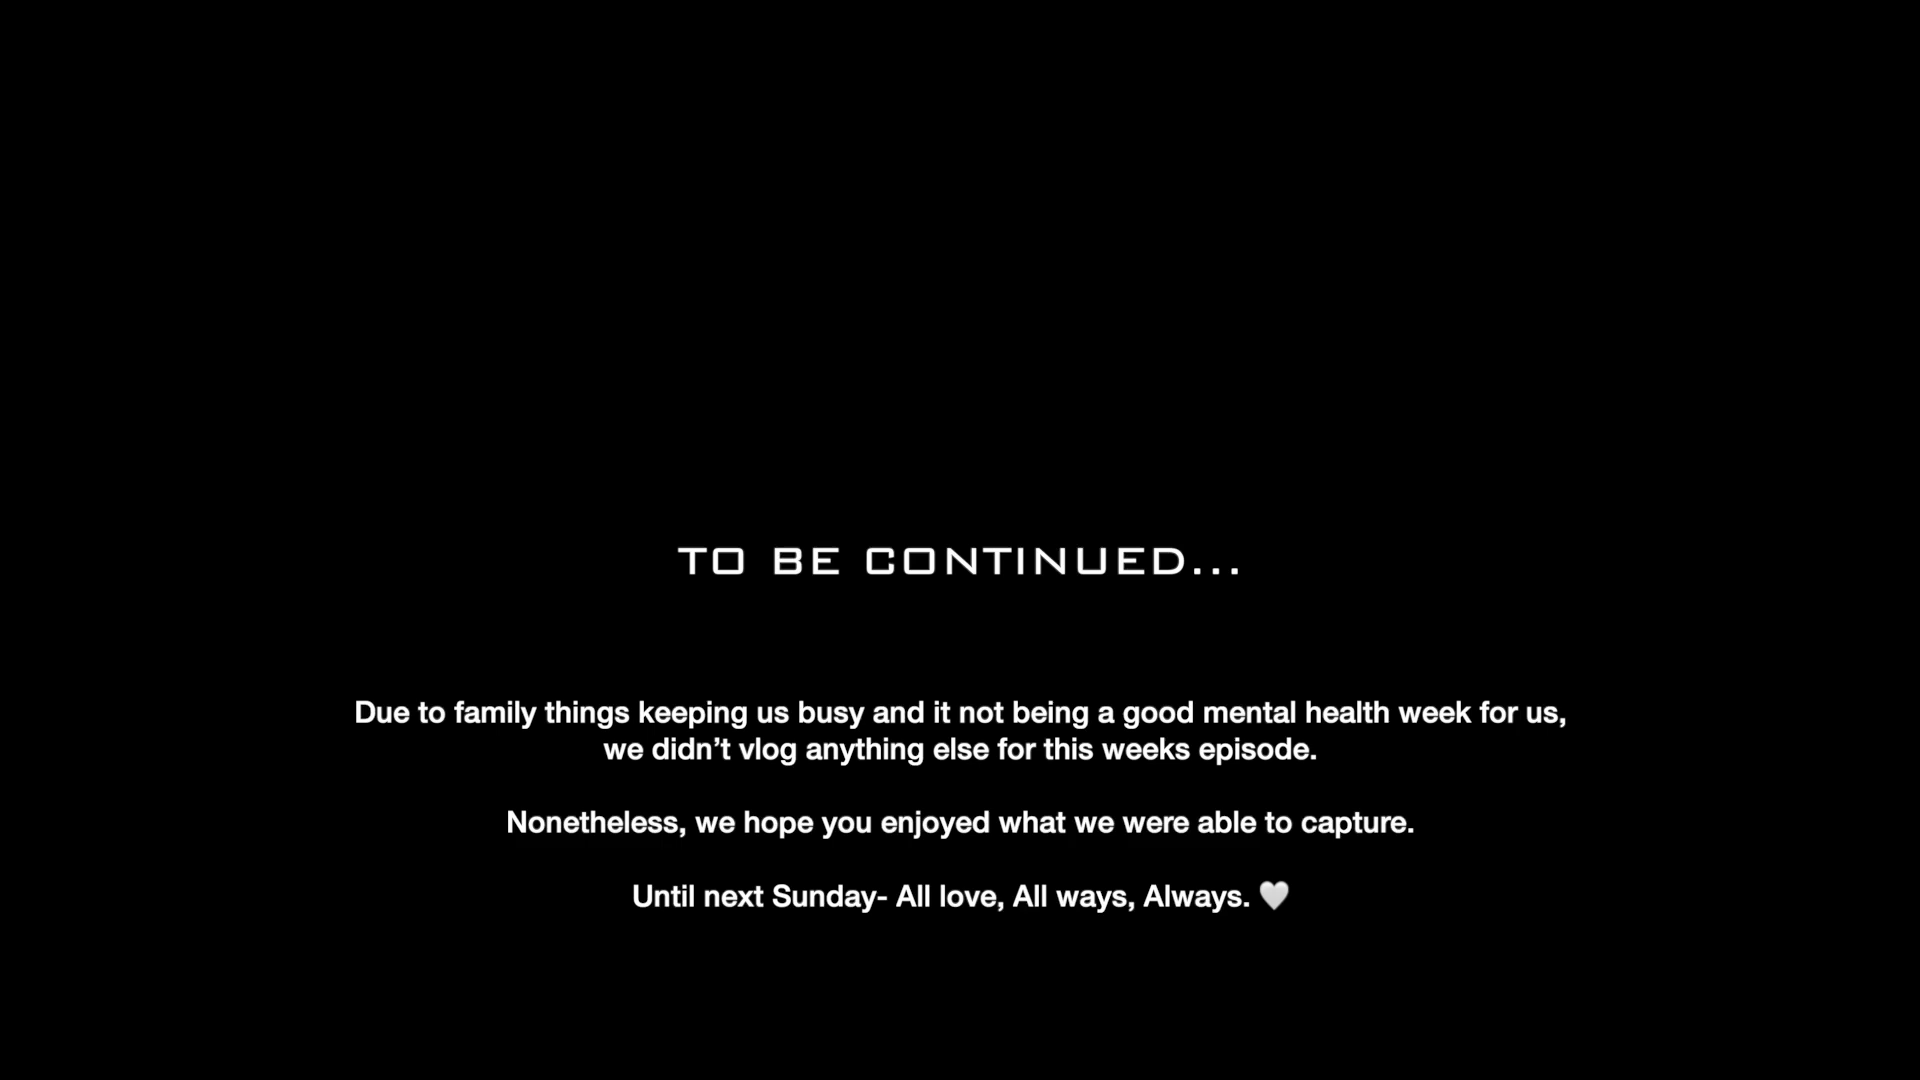 TO BE CONTINUED...
Due to family things keeping us busy and it not being a good mental health week for us,
we didn’t vlog anything else for this weeks episode.
Nonetheless, we hope you enjoyed what we were able to capture.
Until next Sunday- All love, All ways, Always. 🤍